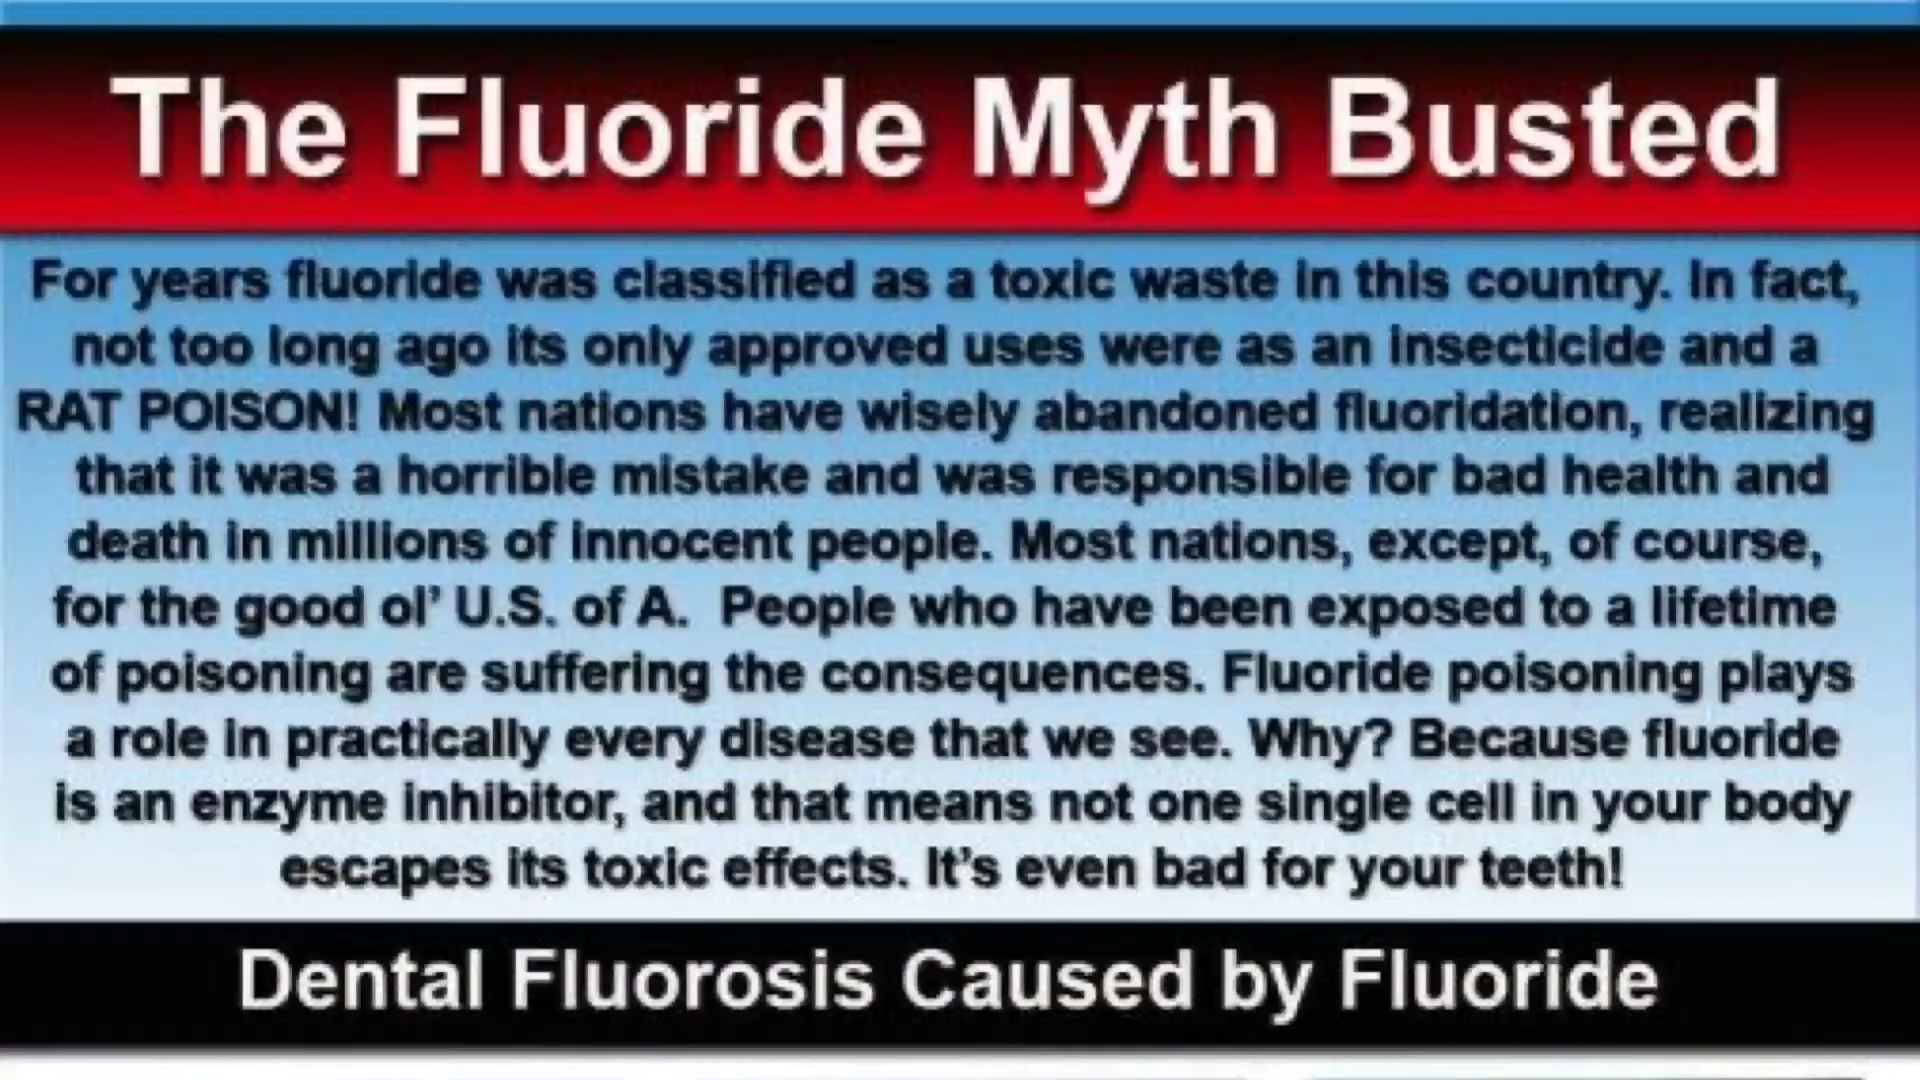 The Fluoride Myth Busted
For years fluoride was classified as a toxic waste in this country. In fact,
not too long ago its only approved uses were as an insecticide and a
RAT POISON! Most nations have wisely abandoned fluoridation, realizing
that it was a horrible mistake and was responsible for bad health and
death in millions of innocent people. Most nations, except, of course,
for the good ol’ U.S. of A.  People who have been exposed to a lifetime
of poisoning are suffering the consequences. Fluoride poisoning plays
a role in practically every disease that we see. Why? Because fluoride
is an enzyme inhibitor, and that means not one single cell in your body
escapes its toxic effects. It’s even bad for your teeth!
Dental Fluorosis Caused by Fluoride